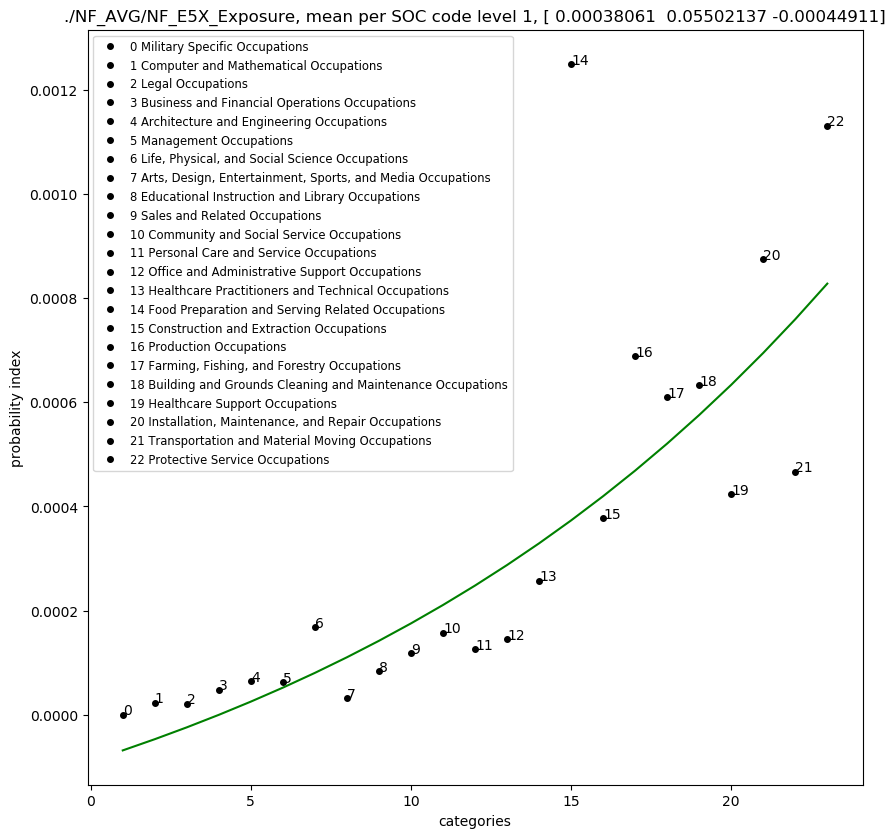 ./NF_AVG/NF_E5X_Exposure, mean per SOC code level 1, [ 0.00038061  0.05502137 -0.00044911]
0 Military Specific Occupations
1 Computer and Mathematical Occupations
2 Legal Occupations
3 Business and Financial Operations Occupations
4 Architecture and Engineering Occupations
5 Management Occupations
6 Life, Physical, and Social Science Occupations
7 Arts, Design, Entertainment, Sports, and Media Occupations
8 Educational Instruction and Library Occupations
9 Sales and Related Occupations
10 Community and Social Service Occupations
11 Personal Care and Service Occupations
12 Office and Administrative Support Occupations
13 Healthcare Practitioners and Technical Occupations
14 Food Preparation and Serving Related Occupations
15 Construction and Extraction Occupations
16 Production Occupations
17 Farming, Fishing, and Forestry Occupations
18 Building and Grounds Cleaning and Maintenance Occupations
19 Healthcare Support Occupations
20 Installation, Maintenance, and Repair Occupations
21 Transportation and Material Moving Occupations
22 Protective Service Occupations
probability index
0.0012
0.0010
0.0008
0.0006
0.0004
0.0002
0.0000
0
1
2
3
4
5
6
7
8
9
10
11
12
13
14
15
16
17
18
19
20
21
22
0
5
10
15
20
categories